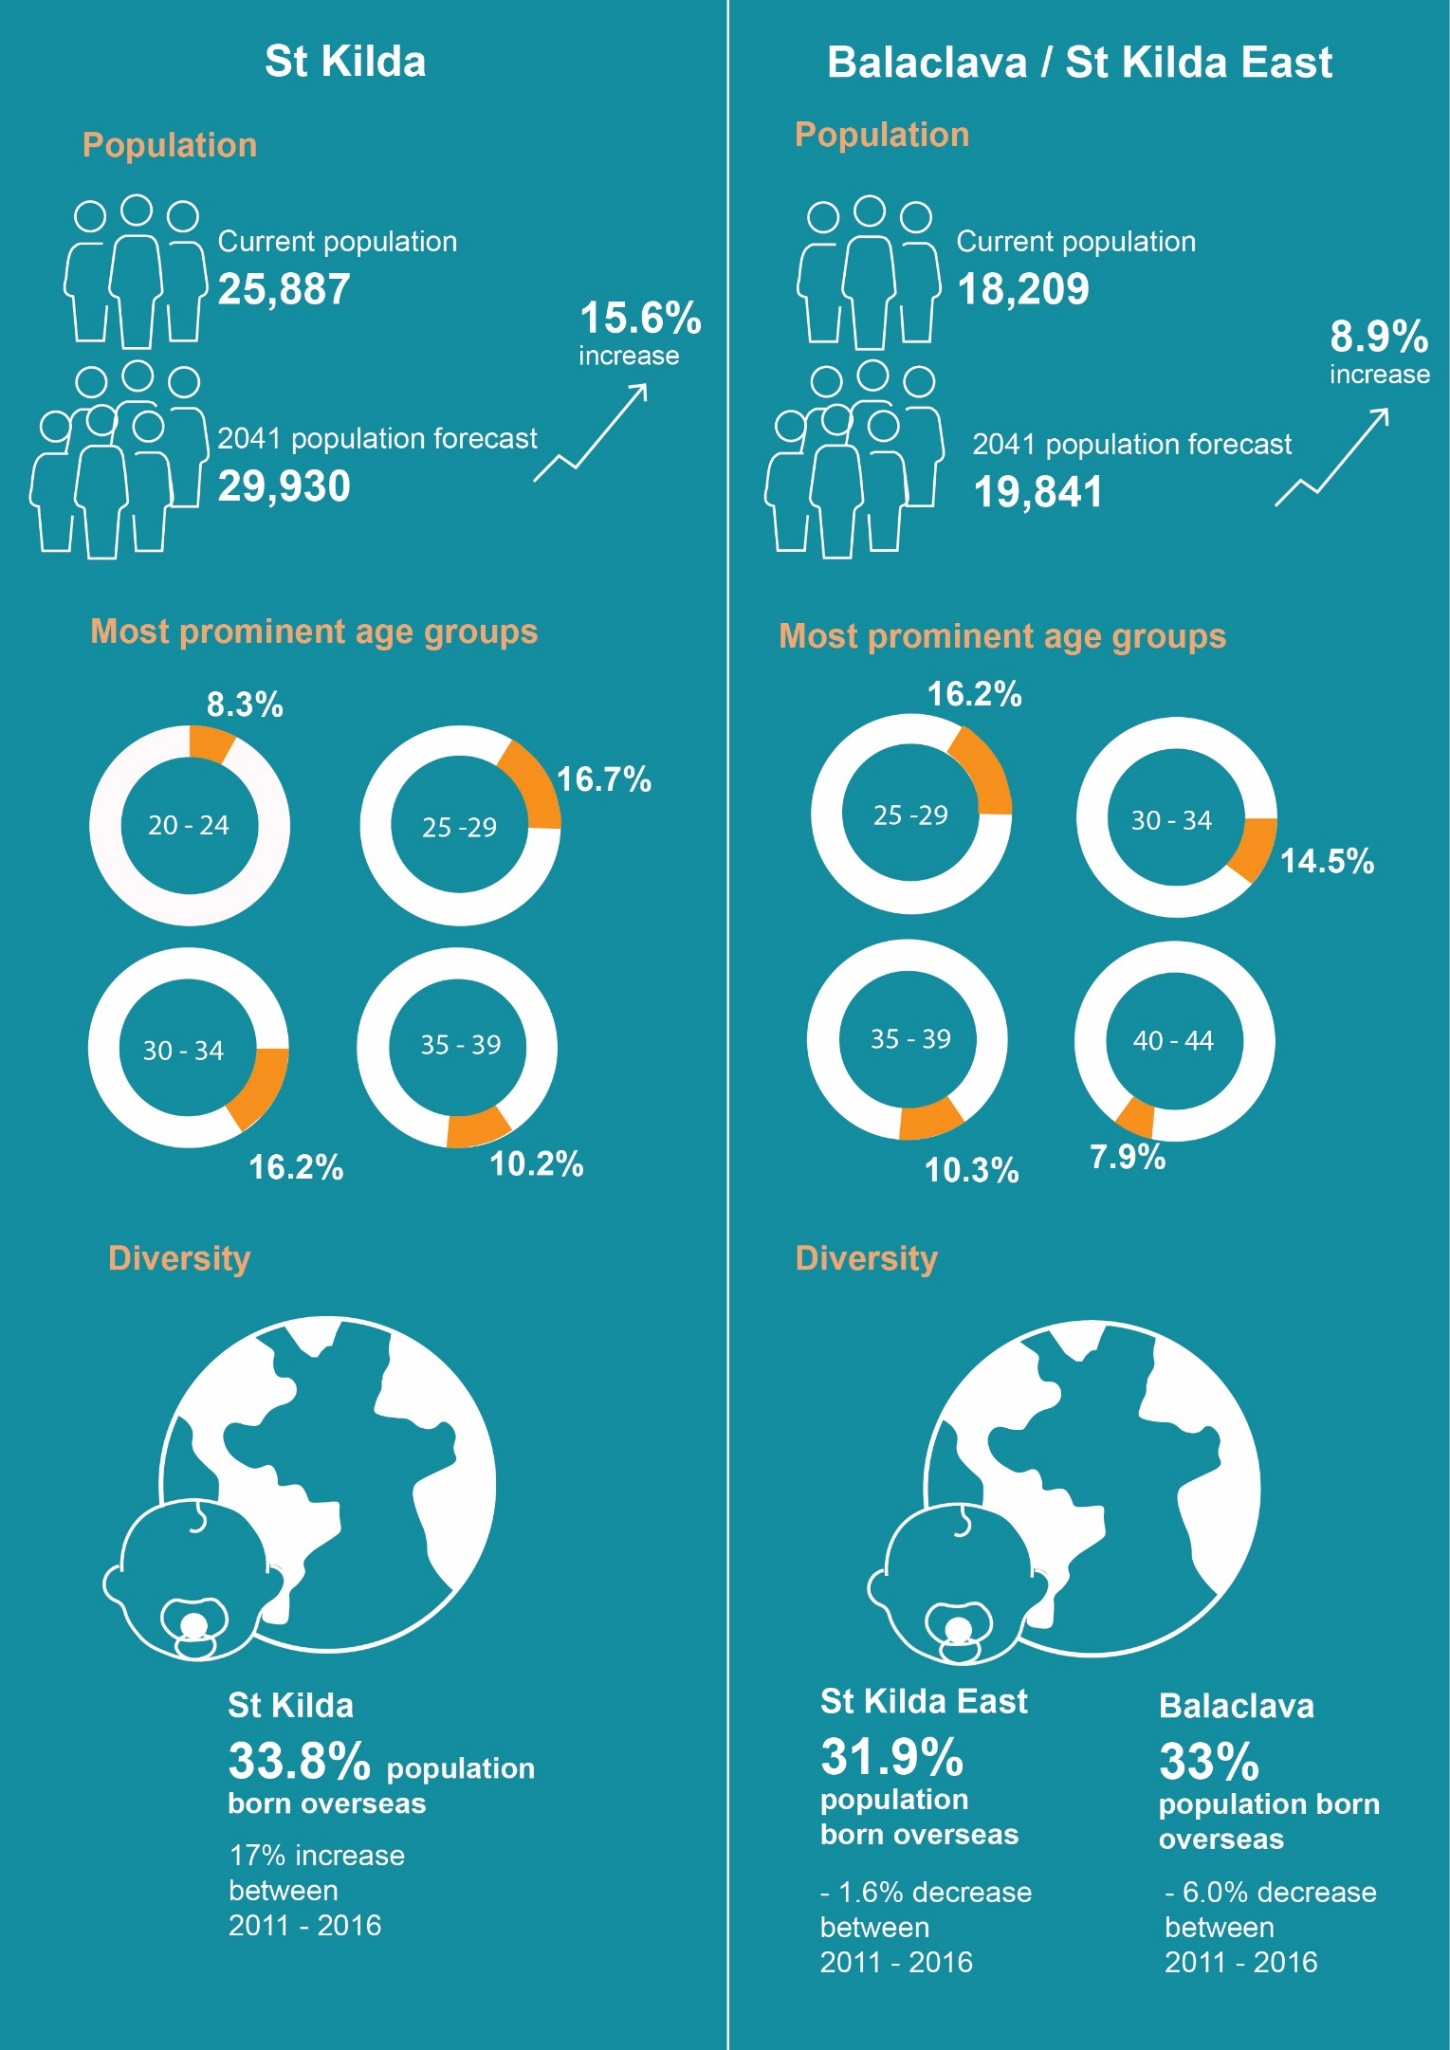 St Kilda
Population
Current population
25,887
15.6%
increase
2041 population forecast
29,930
Most prominent age groups
8.3%
20 - 24
16.7%
25 -29
30 - 34
16.2%
35 - 39
10.2%
Diversity
St Kilda
33.8% population
born overseas
17% increase
between
2011 - 2016
Balaclava / St Kilda East
Population
Current population
18,209
8.9%
increase
2041 population forecast
19,841
Most prominent age groups
16.2%
25 -29
30 - 34
14.5%
35 - 39
10.3%
40 - 44
7.9%
Diversity
St Kilda East
31.9%
population
born overseas
- 1.6% decrease
between
2011 - 2016
Balaclava
33%
population born
overseas
- 6.0% decrease
between
2011 - 2016